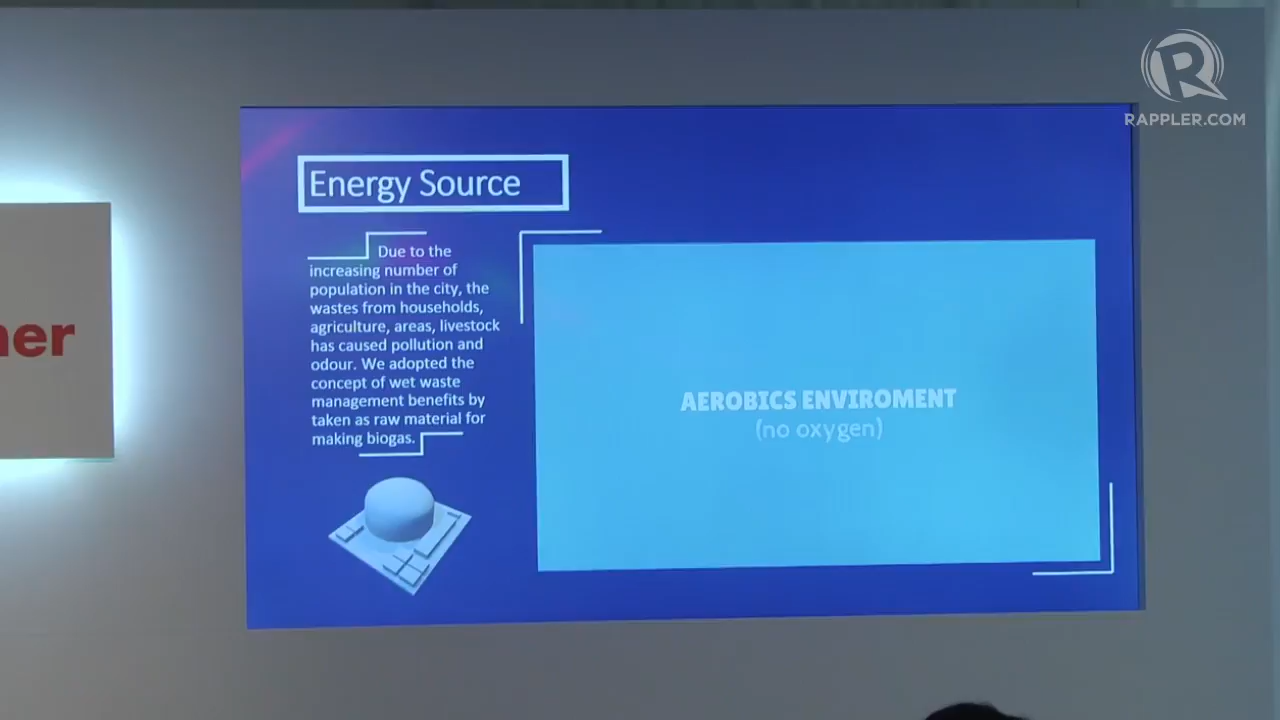 RAPPLER.COM
Energy Source
Due to the
increasing number of
population in the city, the
wastes from households,
agriculture, areas, livestock
has caused pollution and
odour. We adopted the
concept of wet waste
management benefits by
taken as raw material for
making biogas.
AEROBICS ENVIROMENT
(no oxygen)